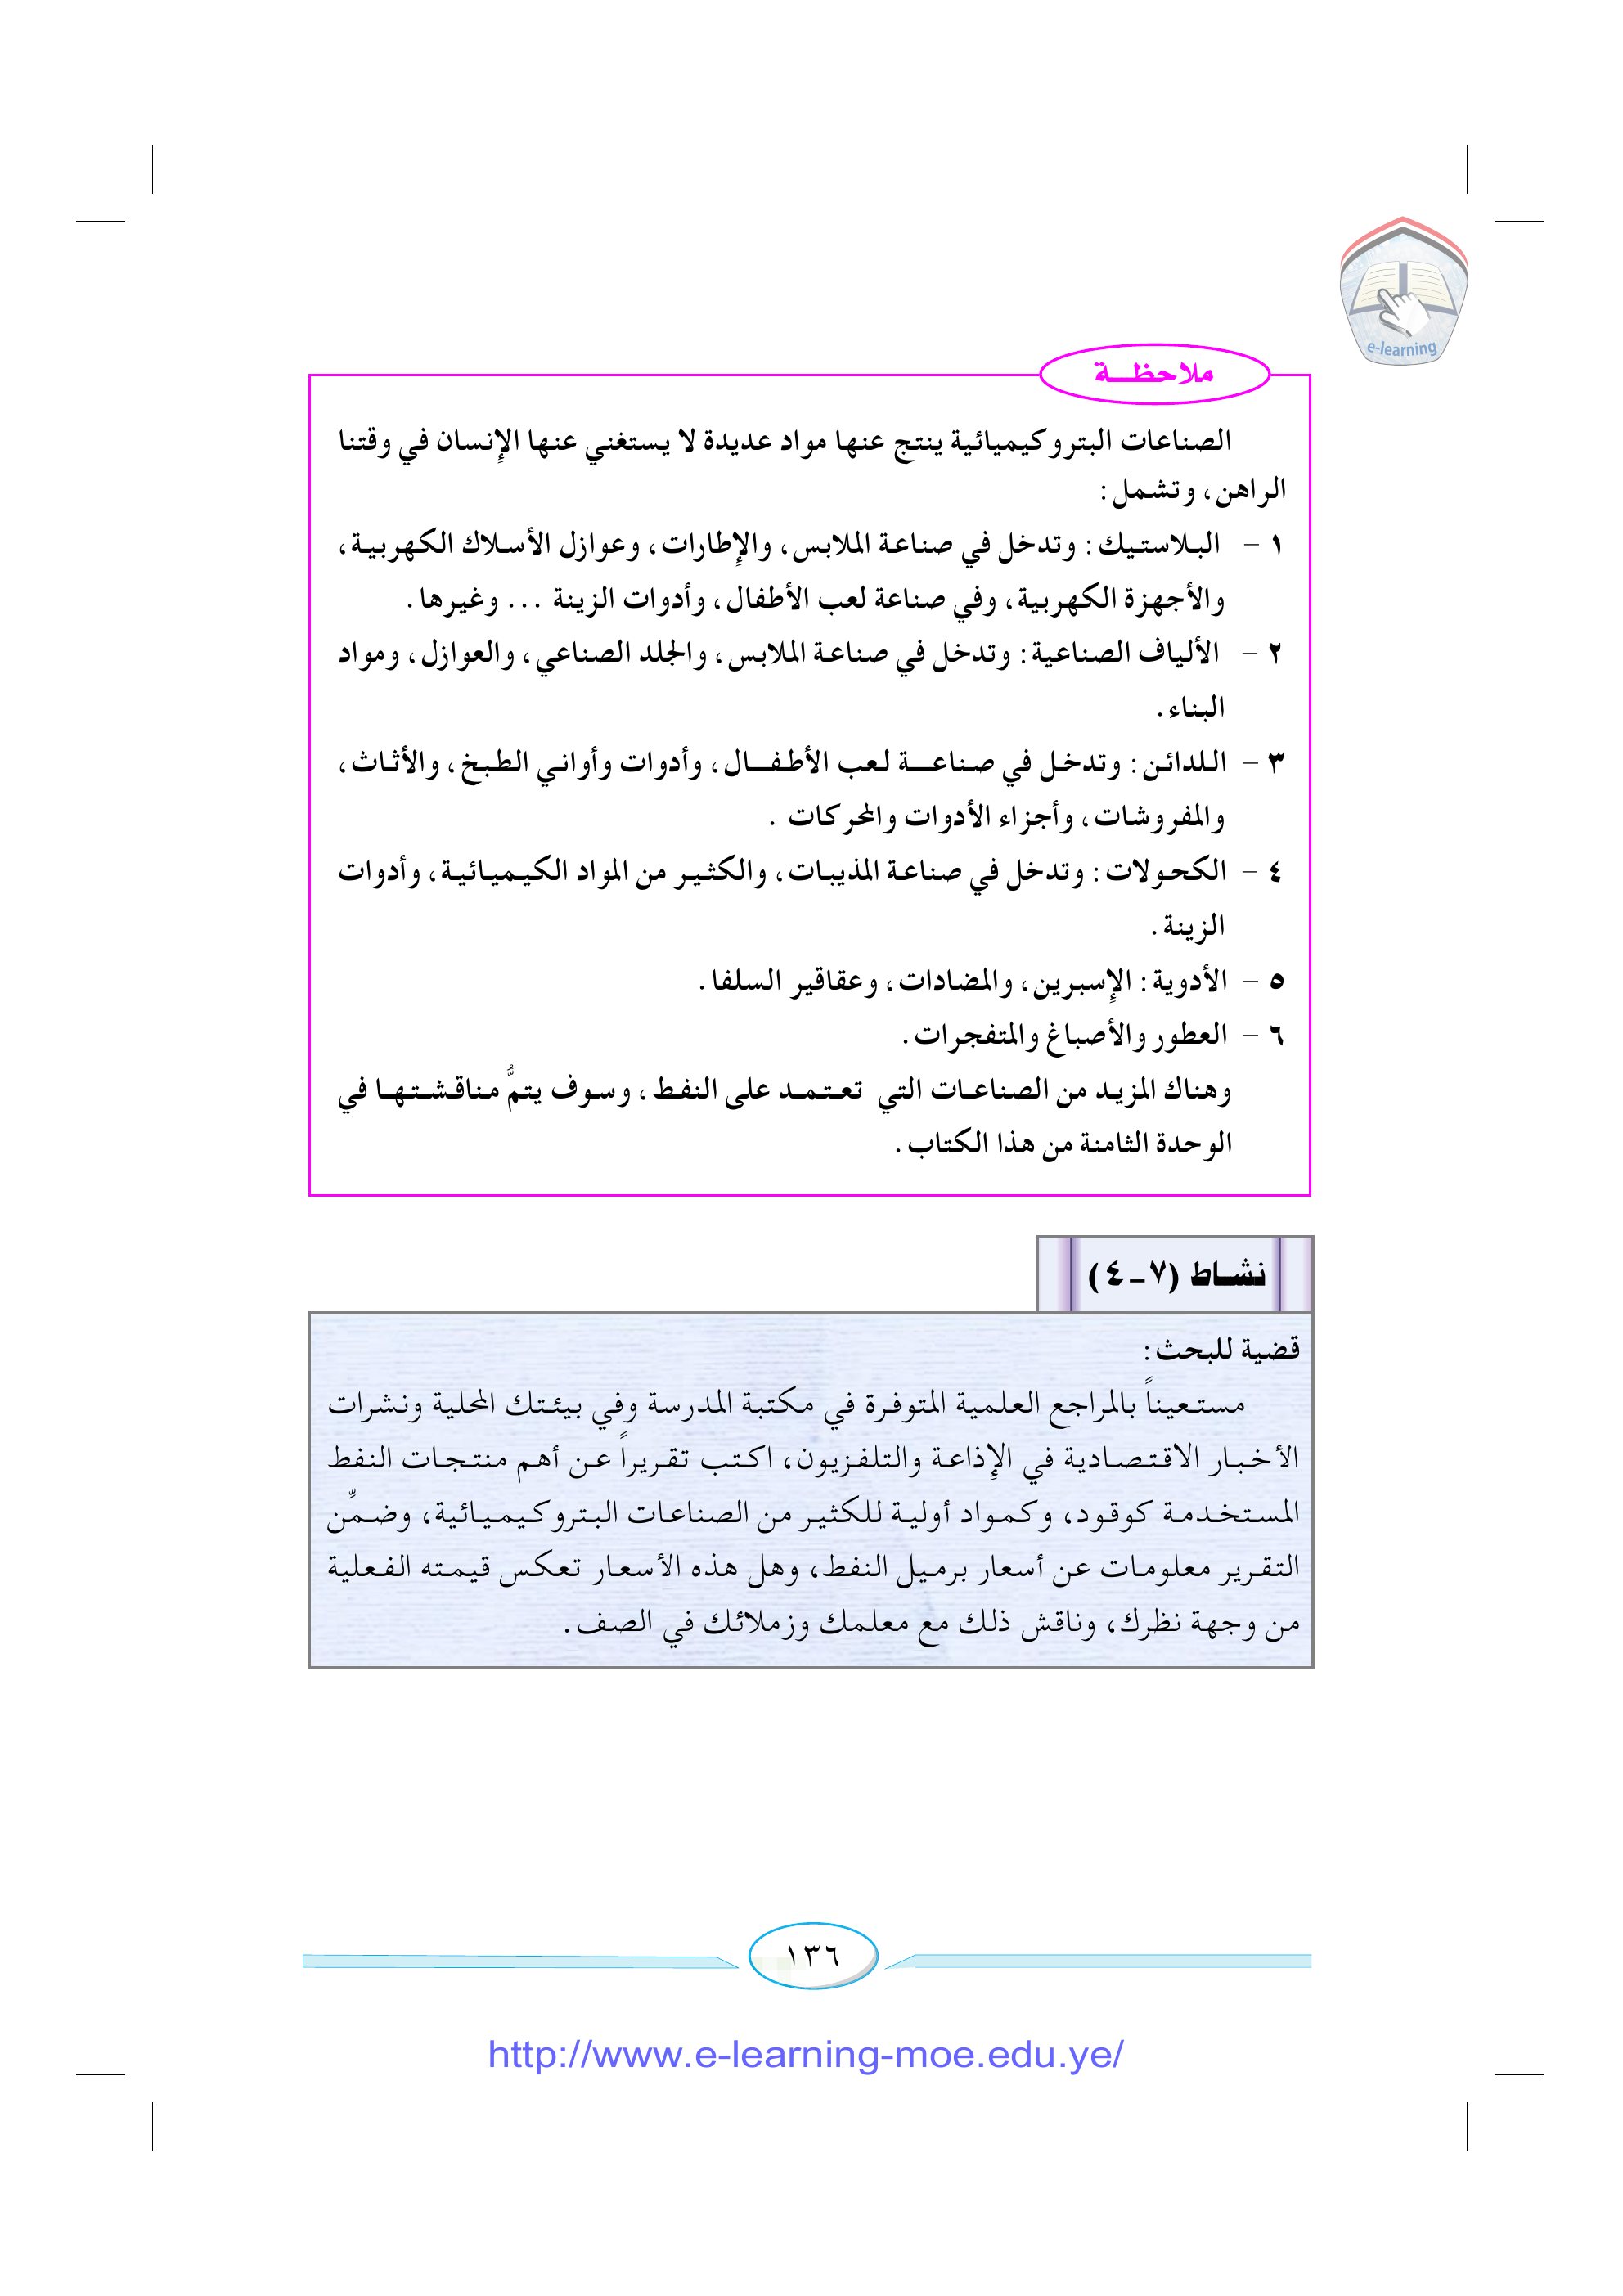 e-learning
ملاحظة
الصناعات البتروكيميائية ينتج عنها مواد عديدة لا يستغني عنها الإنسان في وقتنا
الراهن، وتشمل:
١ - البلاستيك: وتدخل في صناعة الملابس، والإطارات، وعوازل الأسلاك الكهربية،
والأجهزة الكهربية، وفي صناعة لعب الأطفال، وأدوات الزينة ... وغيرها.
٢ - الألياف الصناعية: وتدخل في صناعة الملابس، والجلد الصناعي، والعوازل، ومواد
البناء.
٣ - اللدائن: وتدخل في صناعة لعب الأطفال، وأدوات وأواني الطبخ، والأثاث،
والمفروشات، وأجزاء الأدوات والمحركات .
٤ - الكحولات: وتدخل في صناعة المذيبات، والكثير من المواد الكيميائية، وأدوات
الزينة.
٥ - الأدوية: الإسبرين، والمضادات، وعقاقير السلفا.
٦ - العطور والأصباغ والمتفجرات.
وهناك المزيد من الصناعات التي تعتمد على النفط، وسوف يتمُّ مناقشتها في
الوحدة الثامنة من هذا الكتاب.
نشاط (٧-٤)
قضية للبحث:
مستعيناً بالمراجع العلمية المتوفرة في مكتبة المدرسة وفي بيئتك المحلية ونشرات
الأخبار الاقتصادية في الإذاعة والتلفزيون، اكتب تقريراً عن أهم منتجات النفط
المستخدمة كوقود، وكمواد أولية للكثير من الصناعات البتروكيميائية، وضمِّن
التقرير معلومات عن أسعار برميل النفط، وهل هذه الأسعار تعكس قيمته الفعلية
من وجهة نظرك، وناقش ذلك مع معلمك وزملائك في الصف.
١٣٦
http://www.e-learning-moe.edu.ye/